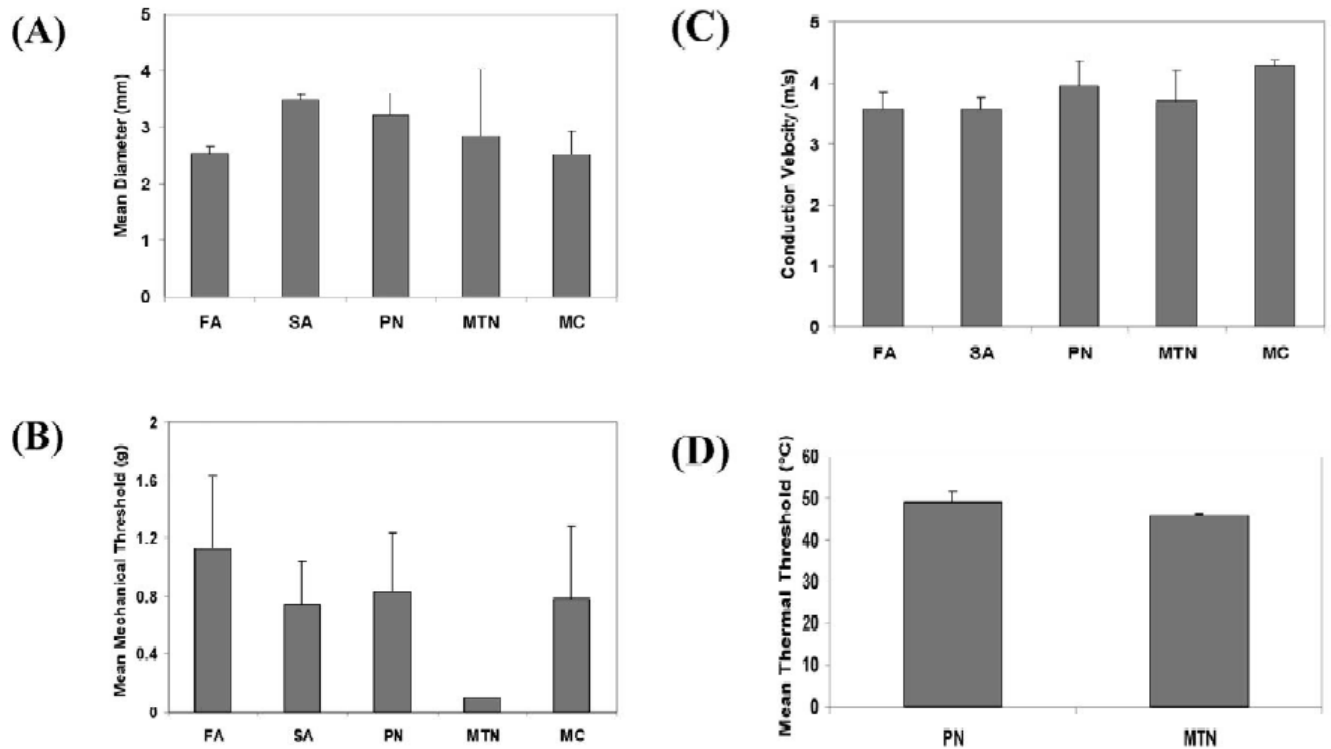 (A)
Mean Diameter (mm)
5
4
3
2
1
0
FA SA PN MTN MC
(C)
Conduction Velocity (m/s)
5
4
3
2
1
0
FA SA PN MTN MC
(B)
Mean Mechanical Threshold (g)
2
1.6
1.2
0.8
0.4
0
FA SA PN MTN MC
(D)
Mean Thermal Threshold (°C)
60
50
40
30
20
10
0
PN MTN